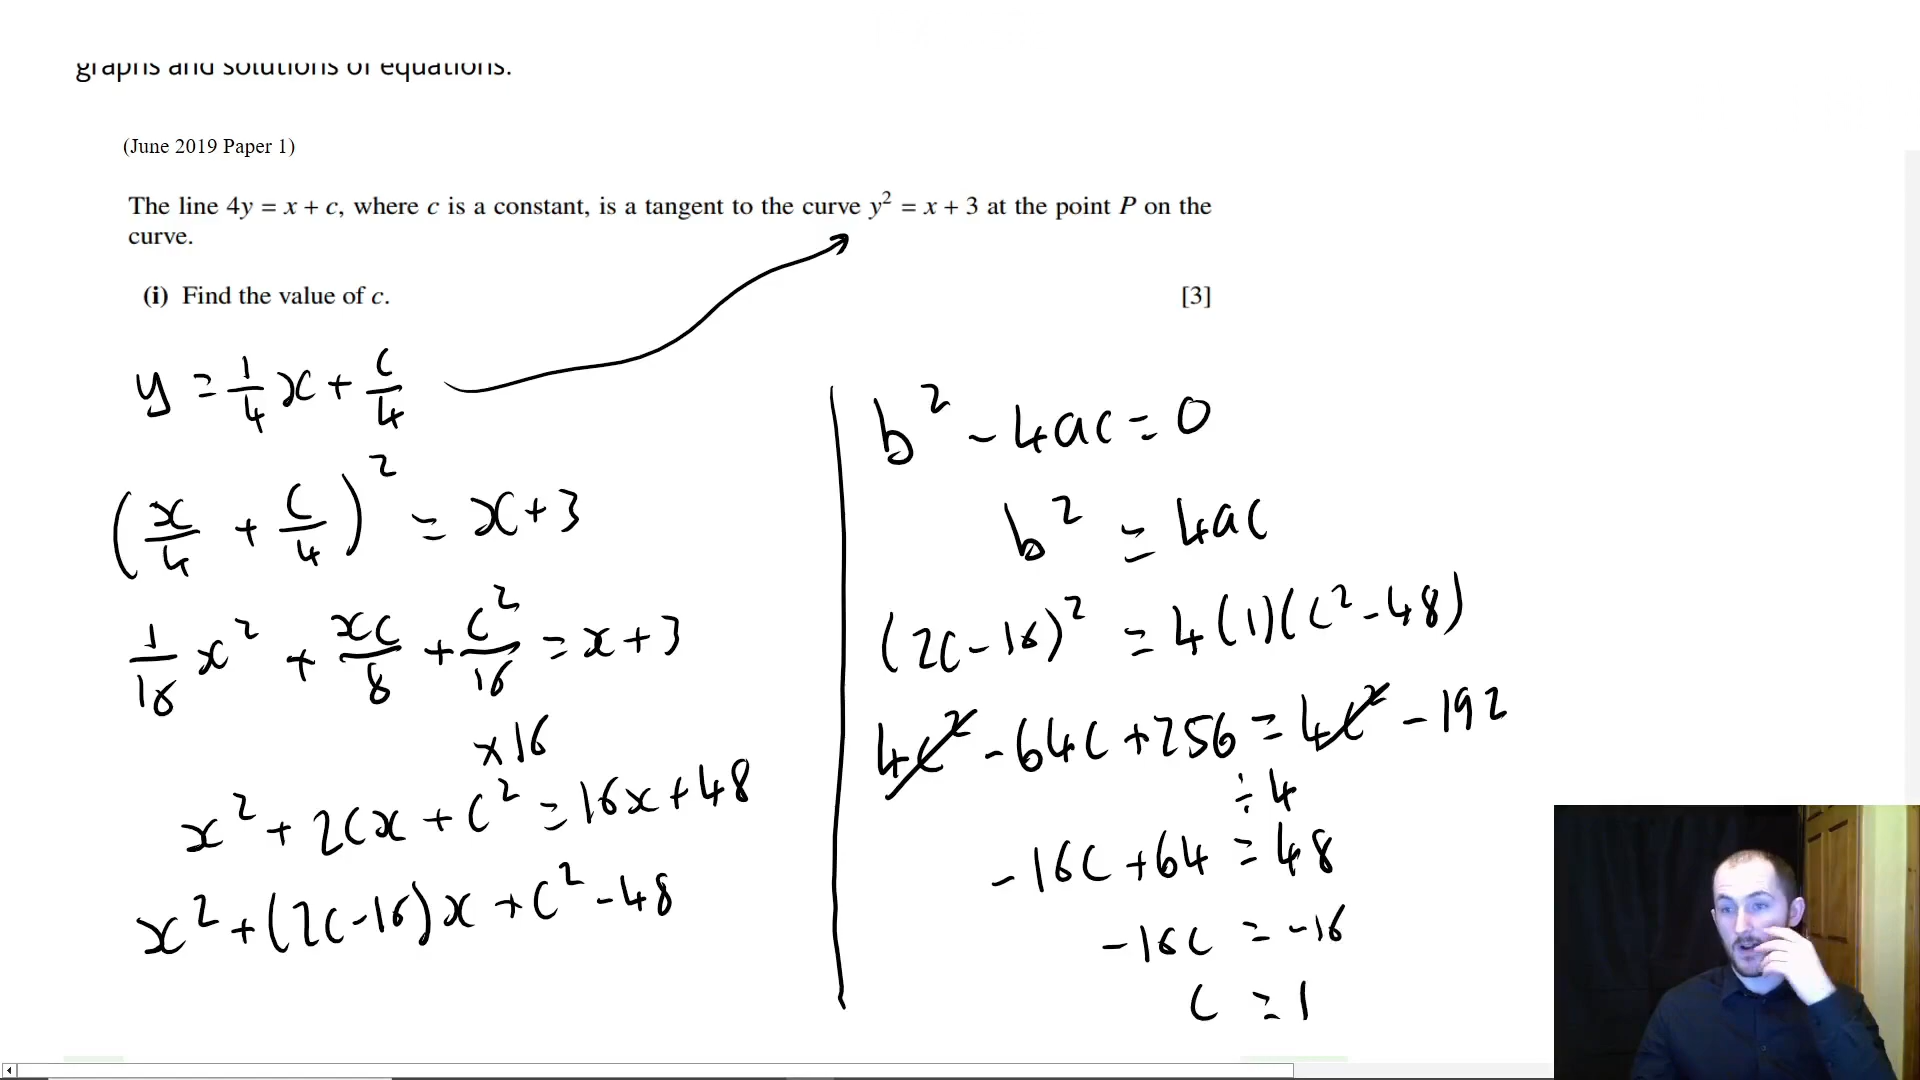 graphs and solutions of equations.
(June 2019 Paper 1)
The line 4y = x + c, where c is a constant, is a tangent to the curve y² = x + 3 at the point P on the
curve.
(i) Find the value of c. [3]
y = 1/4 x + c/4
(x/4 + c/4)² = x + 3
1/16 x² + xc/8 + c²/16 = x + 3
×16
x² + 2cx + c² = 16x + 48
x² + (2c - 16)x + c² - 48
b² - 4ac = 0
b² = 4ac
(2c - 16)² = 4(1)(c² - 48)
4c² - 64c + 256 = 4c² - 192
÷4
-16c + 64 = 48
-16c = -16
c = 1